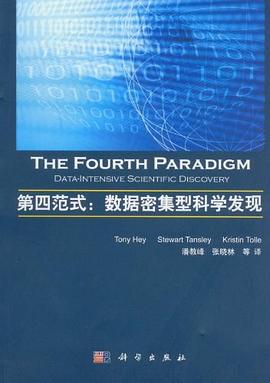 THE FOURTH PARADIGM
DATA-INTENSIVE SCIENTIFIC DISCOVERY
第四范式：数据密集型科学发现
Tony Hey Stewart Tansley Kristin Tolle
潘教峰 张晓林 等 译
科学出版社